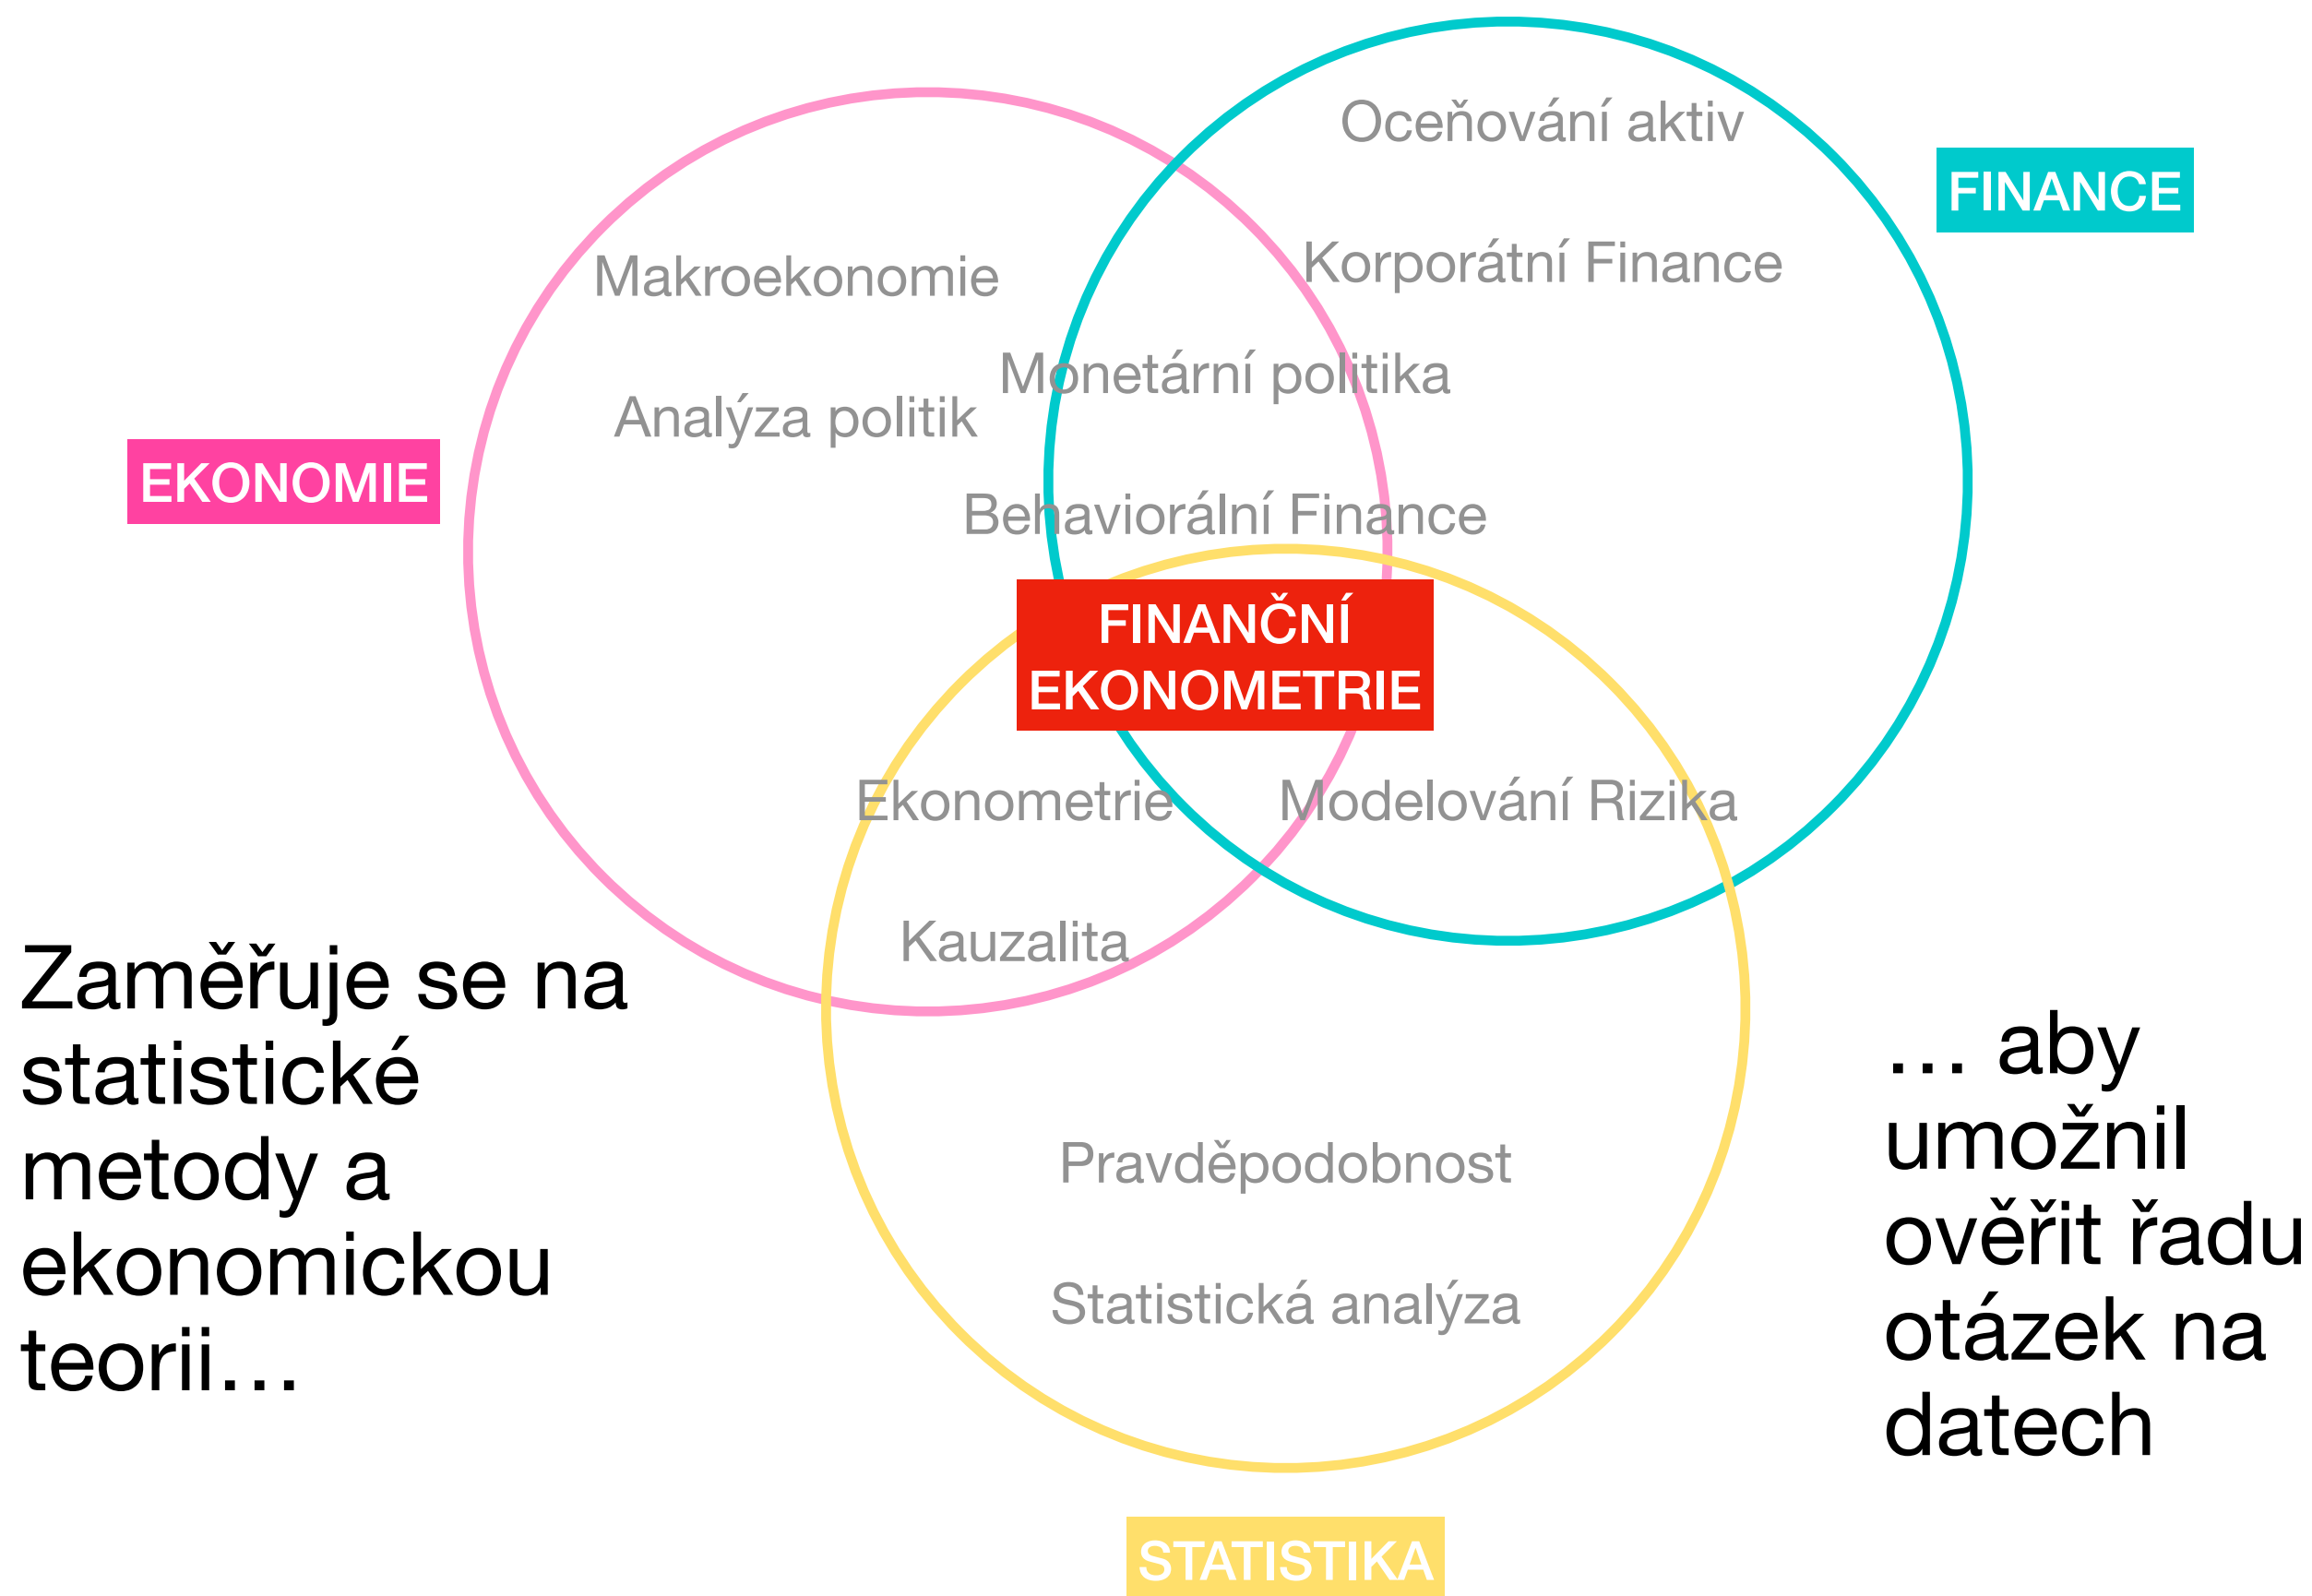 Oceňování aktiv
FINANCE
Korporátní Finance
Makroekonomie
Monetární politika
Analýza politik
EKONOMIE
Behaviorální Finance
FINANČNÍ
EKONOMETRIE
Ekonometrie
Modelování Rizika
Kauzalita
Zaměřuje se na
statistické
metody a
ekonomickou
teorii…
… aby
umožnil
ověřit řadu
otázek na
datech
Pravděpodobnost
Statistická analýza
STATISTIKA